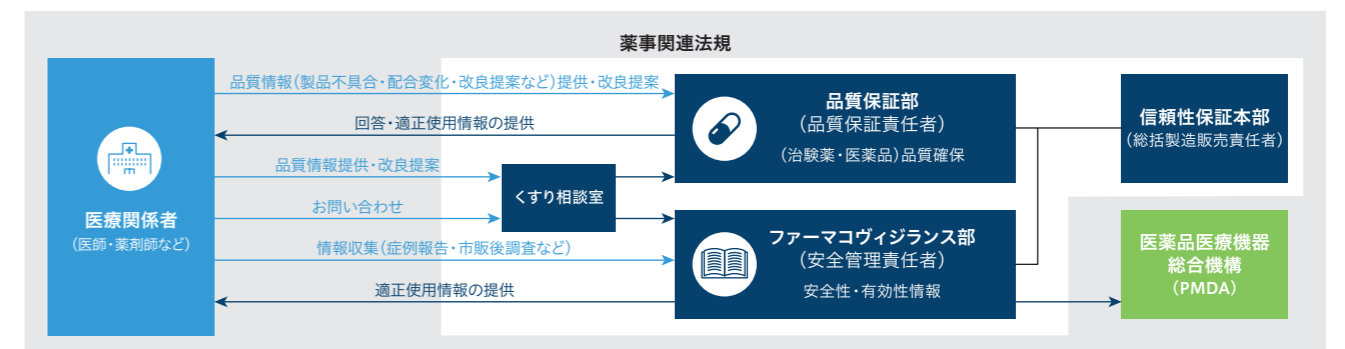 薬事関連法規
品質情報(製品不具合・配合変化・改良提案など)提供・改良提案
回答・適正使用情報の提供
品質情報提供・改良提案
お問い合わせ
情報収集(症例報告・市販後調査など)
適正使用情報の提供
医療関係者
(医師・薬剤師など)
くすり相談室
品質保証部
(品質保証責任者)
(治験薬・医薬品)品質確保
ファーマコヴィジランス部
(安全管理責任者)
安全性・有効性情報
信頼性保証本部
(総括製造販売責任者)
医薬品医療機器
総合機構
(PMDA)